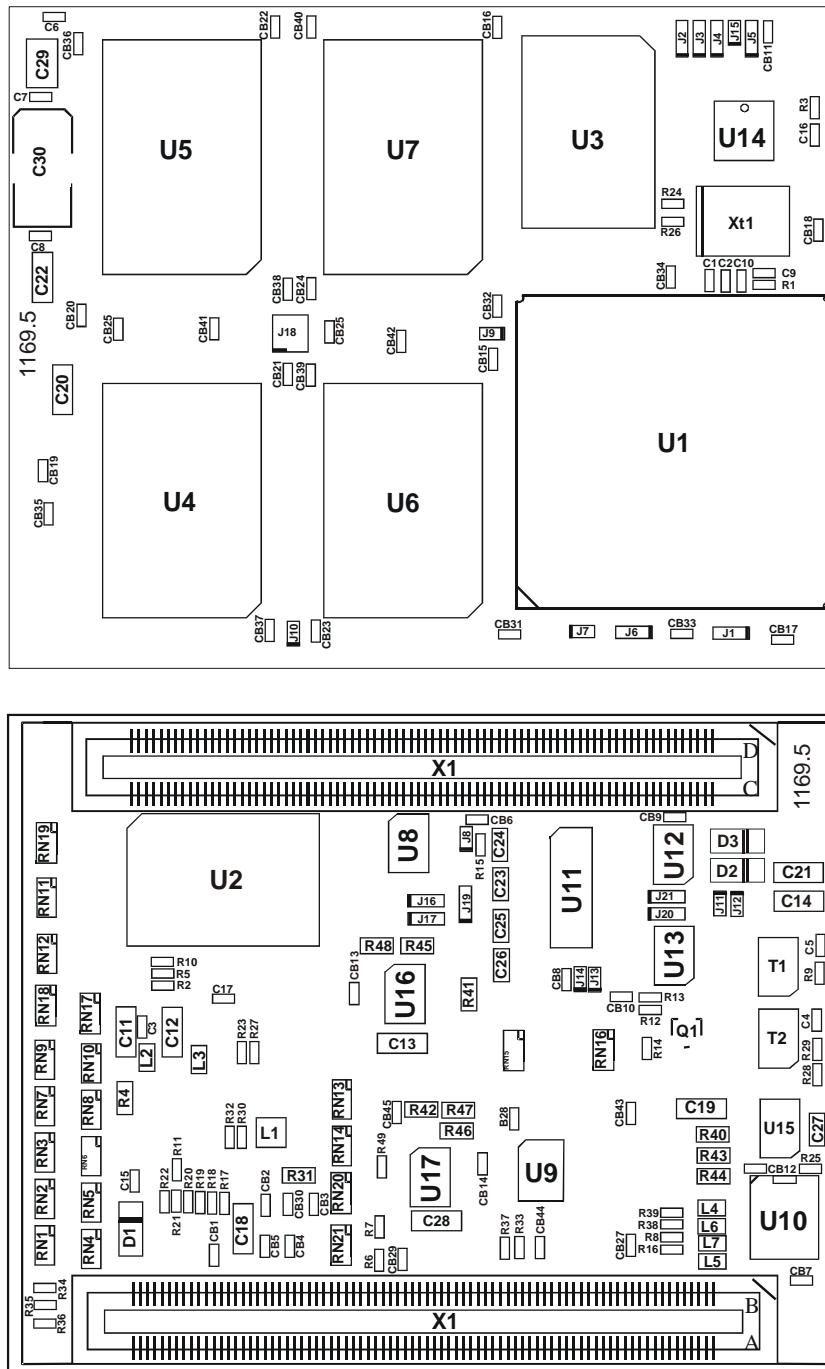 C6
CB36
CB22
CB40
CB16
J2
J3
J4
J15
J5
CB11
C29
C7
U5
U7
U3
U14
R3
C16
C30
R24
R26
Xt1
CB18
C8
C22
CB38
CB24
CB34
C1
C2
C10
C9
R1
CB20
CB25
CB41
J18
CB25
CB42
CB32
J9
CB15
1169.5
C20
CB21
CB39
U1
CB19
CB35
U4
U6
CB37
J10
CB23
CB31
J7
J6
CB33
J1
CB17
D
X1
C
1169.5
RN19
U2
U8
J8
CB6
R15
C24
U11
CB9
U12
D3
D2
C21
C14
RN11
J16
J17
J19
C23
J21
J20
J11
J12
RN12
R48
R45
C25
U13
T1
C5
R9
R10
R5
R2
CB13
U16
R41
C26
CB8
J14
J13
RN18
RN17
C17
CB10
R13
R12
Q1
T2
C4
R29
R28
C11
C3
C12
L2
L3
R23
R27
C13
RN15
RN16
R14
RN9
RN10
RN7
RN8
R4
RN13
CB45
R42
R47
R46
B28
CB43
C19
R40
U15
C27
R32
R30
L1
RN3
RN6
R11
RN14
R49
U17
CB14
U9
R43
R44
CB12
R25
RN2
RN5
C15
R22
R21
R20
R19
R18
R17
CB2
R31
CB30
CB3
RN20
U10
RN1
RN4
D1
CB1
C18
CB5
CB4
RN21
R7
R6
CB29
C28
R37
R33
CB44
CB27
R39
R38
R8
R16
L4
L6
L7
L5
CB7
R34
R35
R36
B
X1
A